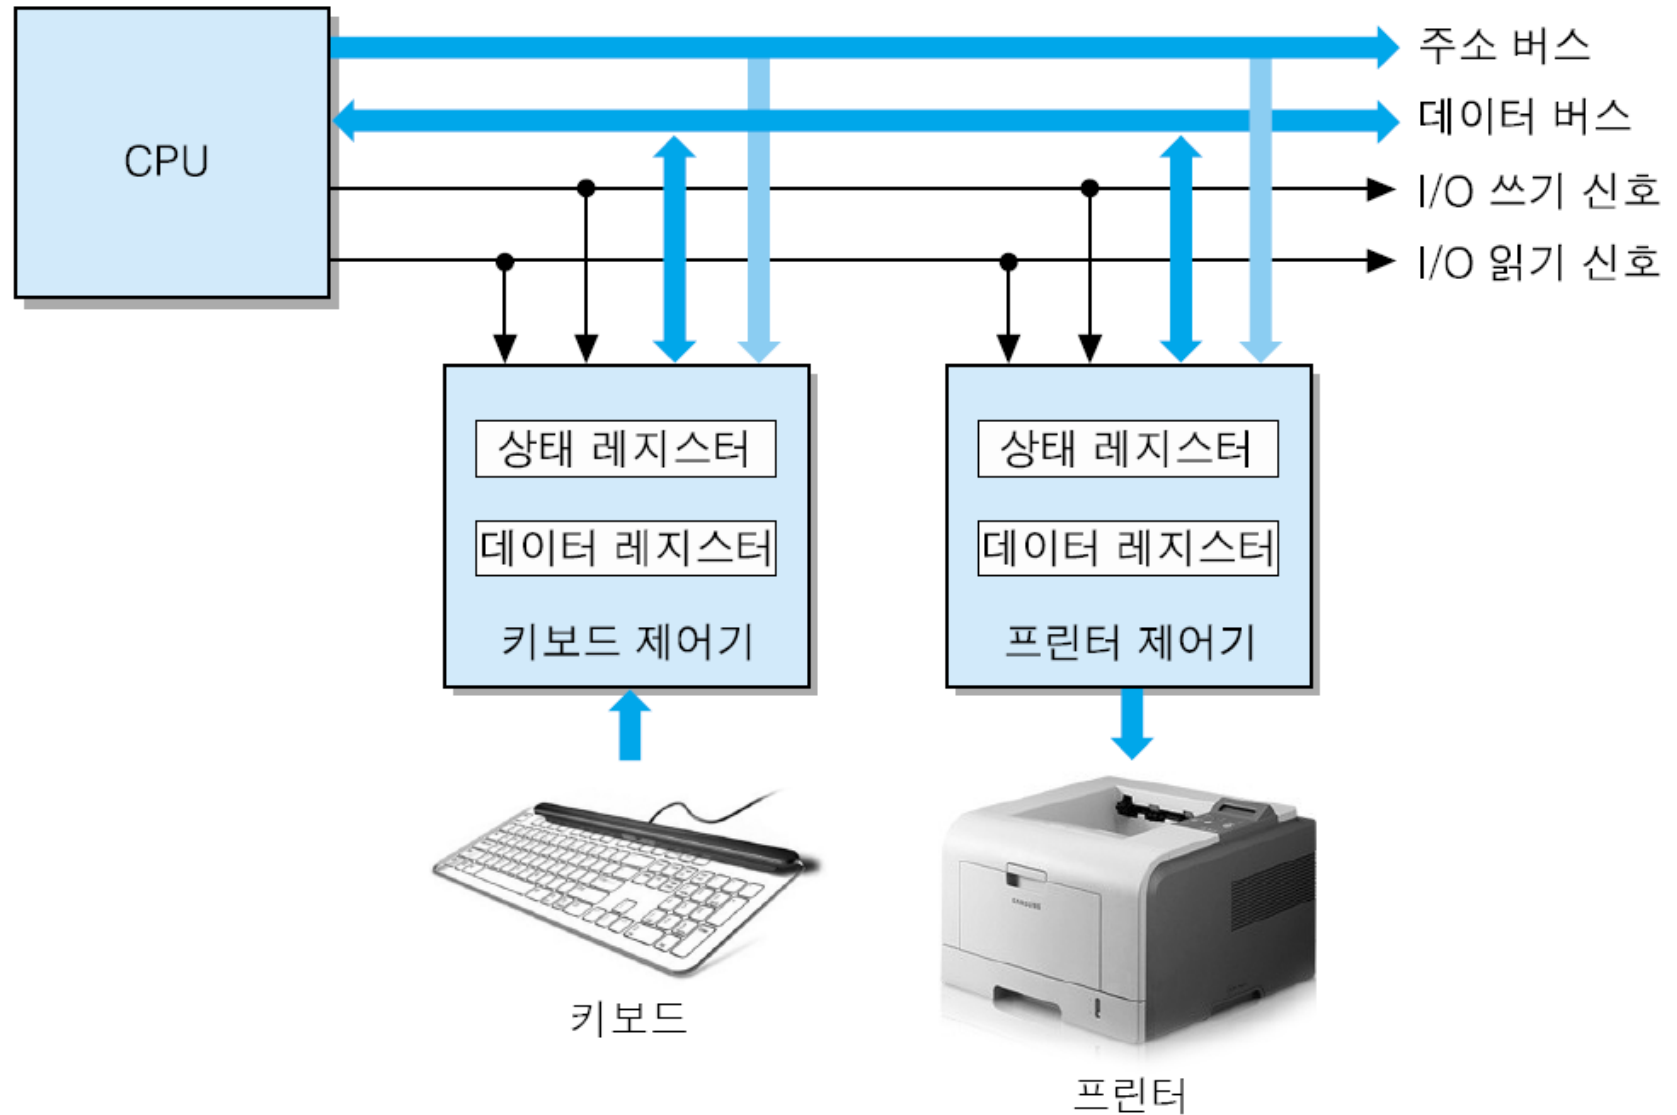 CPU
주소 버스
데이터 버스
I/O 쓰기 신호
I/O 읽기 신호
상태 레지스터
데이터 레지스터
키보드 제어기
상태 레지스터
데이터 레지스터
프린터 제어기
SAMSUNG
키보드
프린터